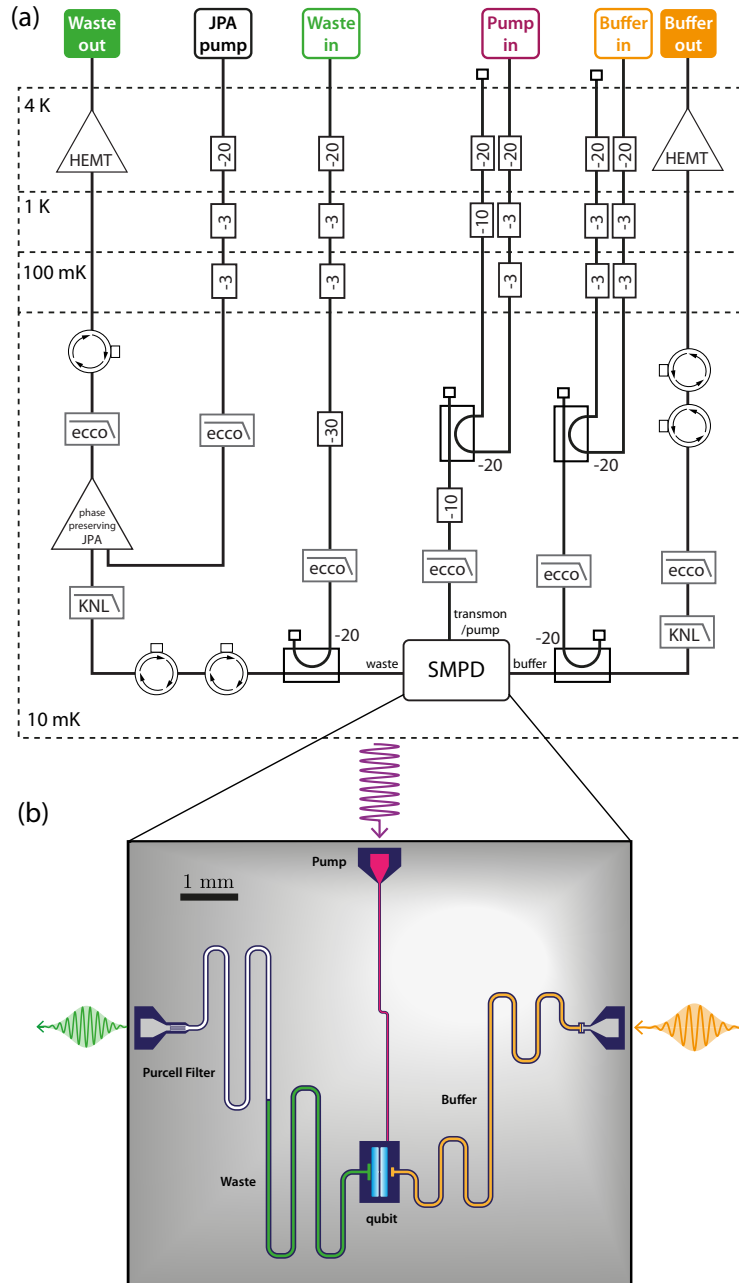 (a)
Waste out
JPA pump
Waste in
Pump in
Buffer in
Buffer out
4 K
HEMT
-20
-20
-20
-20
-20
-20
HEMT
1 K
-3
-3
-10
-3
-3
-3
100 mK
-3
-3
-3
-3
-3
ecco
ecco
-30
-20
-20
phase preserving JPA
-10
ecco
ecco
ecco
ecco
KNL
transmon /pump
KNL
-20
-20
waste
SMPD
buffer
10 mK
(b)
Pump
1 mm
Purcell Filter
Buffer
Waste
qubit